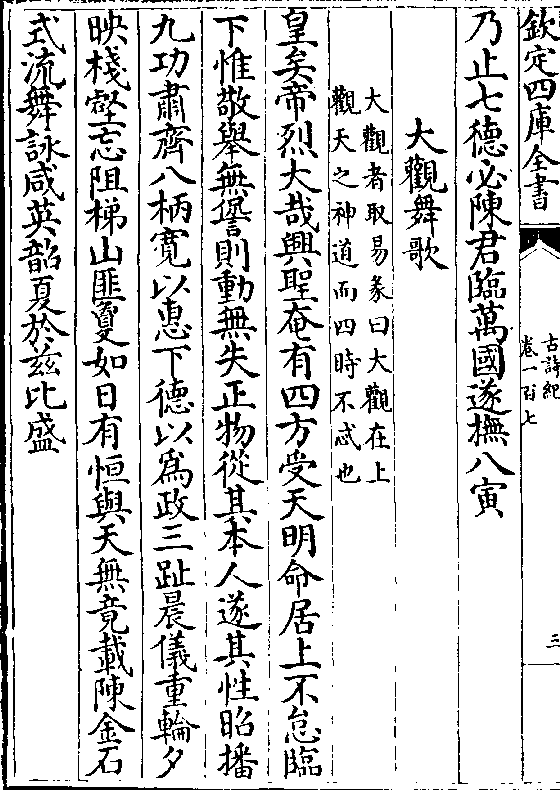 欽定四庫全書
古詩紀
卷一百七
三
乃止七德必陳君臨萬國遂撫八寅
大觀舞歌
大觀者取易彖曰大觀在上
觀天之神道而四時不忒也
皇矣帝烈大哉興聖奄有四方受天明命居上不怠臨
下惟敬舉無諐則動無失正物從其本人遂其性昭播
九功肅齊八柄寛以惠下德以為政三趾晨儀重輪夕
映棧壑忘阻梯山匪敻如日有恒與天無竟載陳金石
式流舞詠咸英韶夏於兹比盛